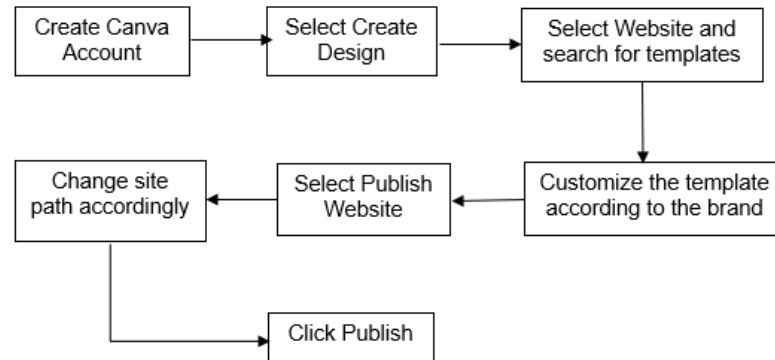 Create Canva
Account
Select Create
Design
Select Website and
search for templates
Customize the template
according to the brand
Select Publish
Website
Change site
path accordingly
Click Publish